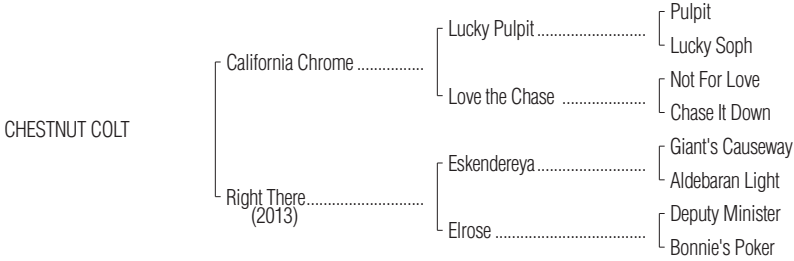 Pulpit
Lucky Pulpit ..........................
Lucky Soph
California Chrome ................
Not For Love
Love the Chase ....................
Chase It Down
CHESTNUT COLT
Giant's Causeway
Eskendereya ..........................
Aldebaran Light
Right There............................
(2013)
Deputy Minister
Elrose ....................................
Bonnie's Poker